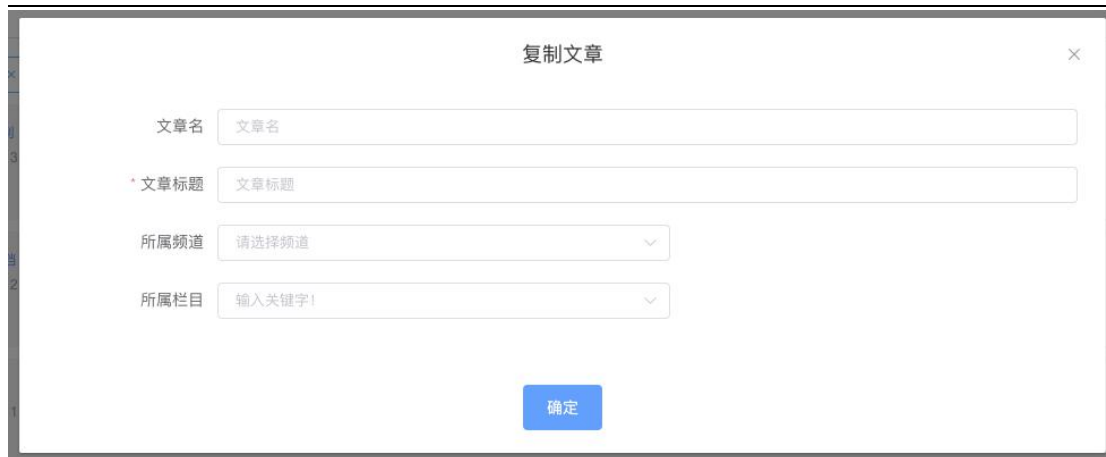 复制文章
文章名 文章名
* 文章标题 文章标题
所属频道 请选择频道
所属栏目 输入关键字!
确定